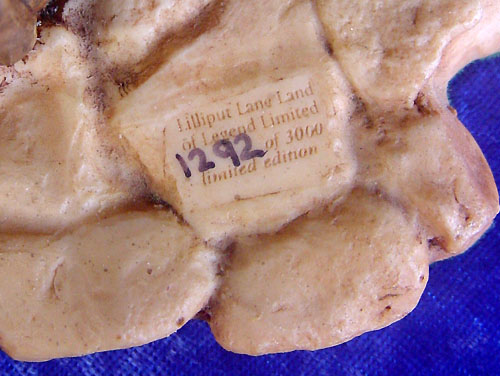 Lilliput Lane Land
of Legend Limited
1292 of 3000
limited edition